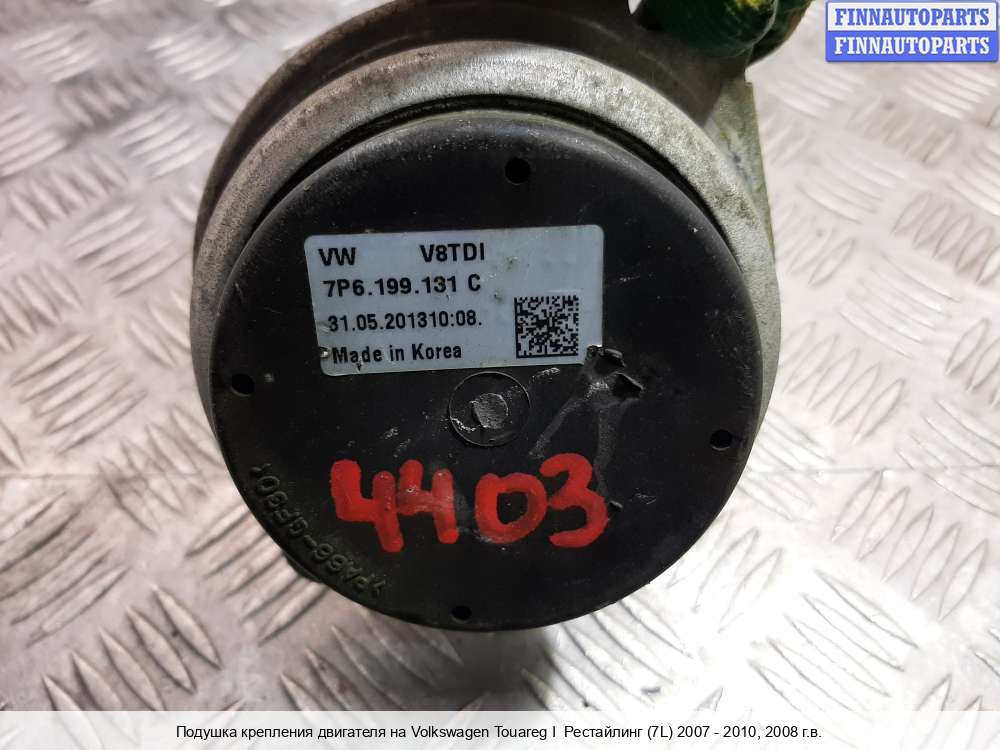 FINNAUTOPARTS
FINNAUTOPARTS
VW V8TDI
7P6.199.131 C
31.05.201310:08.
Made in Korea
4403
Подушка крепления двигателя на Volkswagen Touareg I Рестайлинг (7L) 2007 - 2010, 2008 г.в.